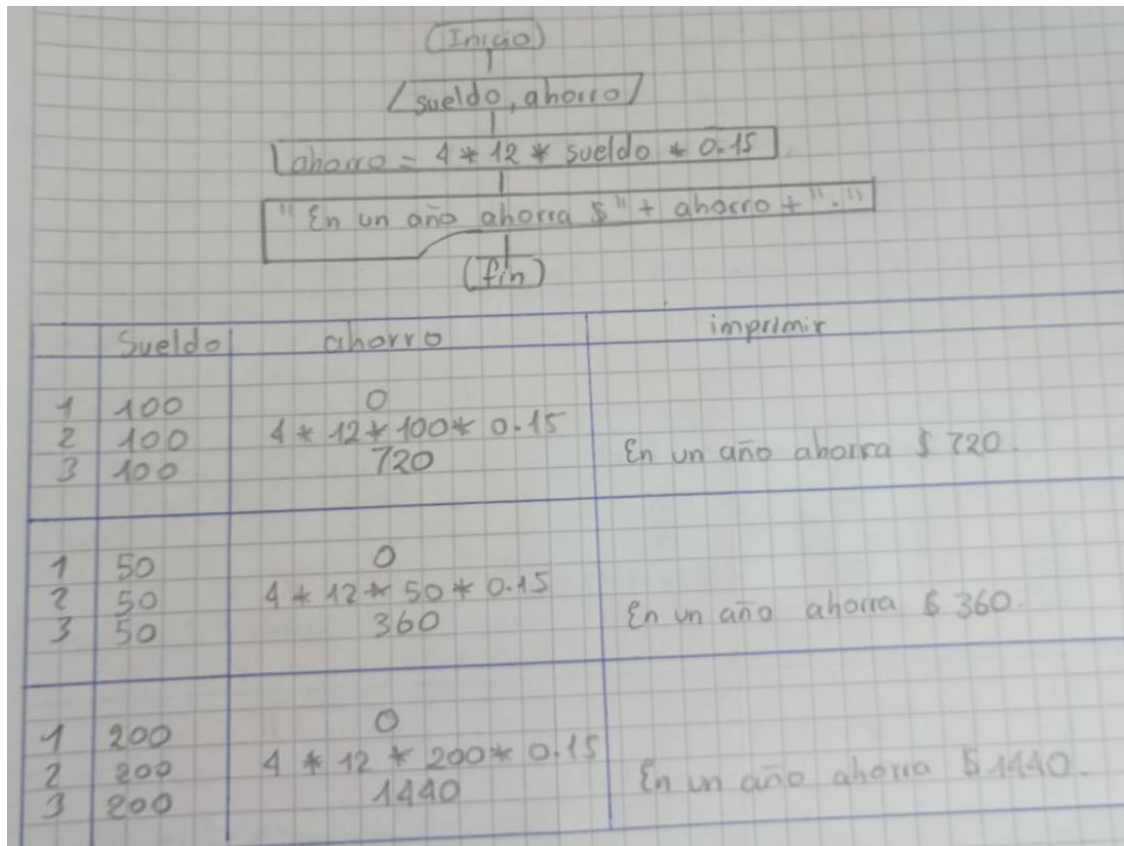 Inicio
sueldo, ahorro
ahorro = 4 * 12 * sueldo * 0.15
"En un año ahorra $" + ahorro + "."
fin
Sueldo ahorro imprimir
1 100 0
2 100 4 * 12 * 100 * 0.15
3 100 720 En un año ahorra $ 720.
1 50 0
2 50 4 * 12 * 50 * 0.15
3 50 360 En un año ahorra $ 360.
1 200 0
2 200 4 * 12 * 200 * 0.15
3 200 1440 En un año ahorra $ 1440.